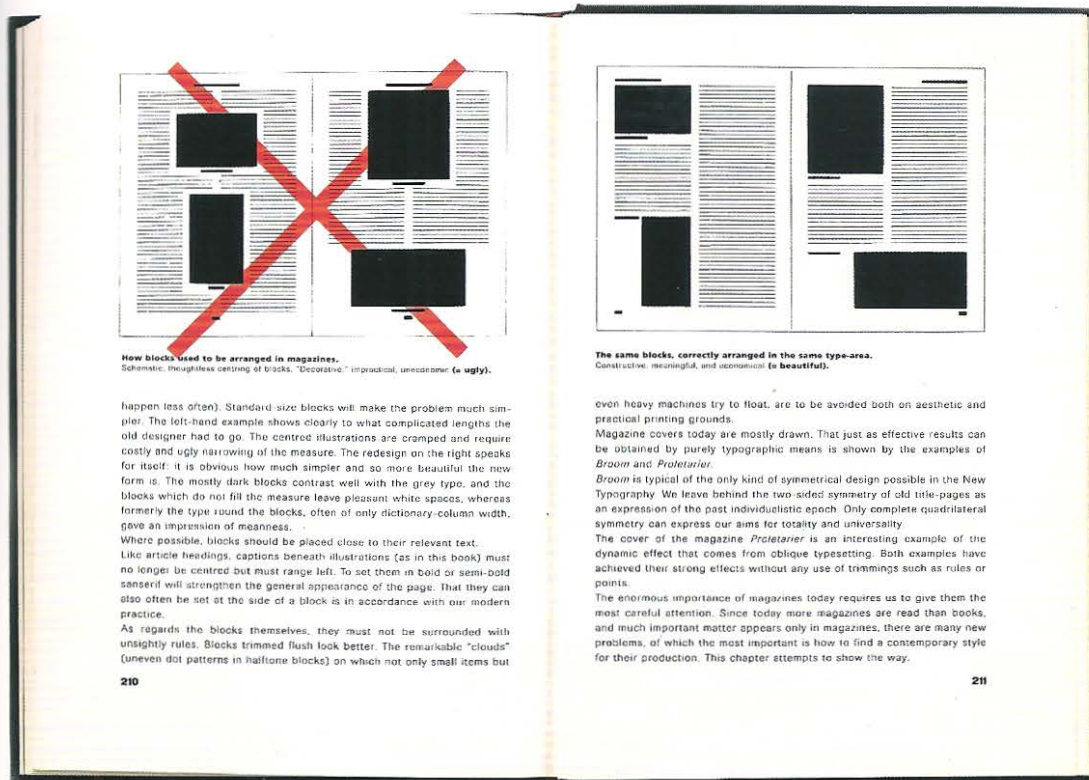 How blocks used to be arranged in magazines.
Schematic, thoughtless centring of blocks. "Decorative," impractical, uneconomic (= ugly).
happen less often). Standard-size blocks will make the problem much sim-
pler. The left-hand example shows clearly to what complicated lengths the
old designer had to go. The centred illustrations are cramped and require
costly and ugly narrowing of the measure. The redesign on the right speaks
for itself: it is obvious how much simpler and so more beautiful the new
form is. The mostly dark blocks contrast well with the grey type, and the
blocks which do not fill the measure leave pleasant white spaces, whereas
formerly the type round the blocks, often of only dictionary-column width,
gave an impression of meanness.
Where possible, blocks should be placed close to their relevant text.
Like article headings, captions beneath illustrations (as in this book) must
no longer be centred but must range left. To set them in bold or semi-bold
sanserif will strengthen the general appearance of the page. That they can
also often be set at the side of a block is in accordance with our modern
practice.
As regards the blocks themselves, they must not be surrounded with
unsightly rules. Blocks trimmed flush look better. The remarkable "clouds"
(uneven dot patterns in halftone blocks) on which not only small items but
210
The same blocks, correctly arranged in the same type-area.
Constructive, meaningful, and economical (= beautiful).
even heavy machines try to float, are to be avoided both on aesthetic and
practical printing grounds.
Magazine covers today are mostly drawn. That just as effective results can
be obtained by purely typographic means is shown by the examples of
Broom and Proletarier.
Broom is typical of the only kind of symmetrical design possible in the New
Typography. We leave behind the two-sided symmetry of old title-pages as
an expression of the past individualistic epoch. Only complete quadrilateral
symmetry can express our aims for totality and universality
The cover of the magazine Proletarier is an interesting example of the
dynamic effect that comes from oblique typesetting. Both examples have
achieved their strong effects without any use of trimmings such as rules or
points.
The enormous importance of magazines today requires us to give them the
most careful attention. Since today more magazines are read than books,
and much important matter appears only in magazines, there are many new
problems, of which the most important is how to find a contemporary style
for their production. This chapter attempts to show the way.
211